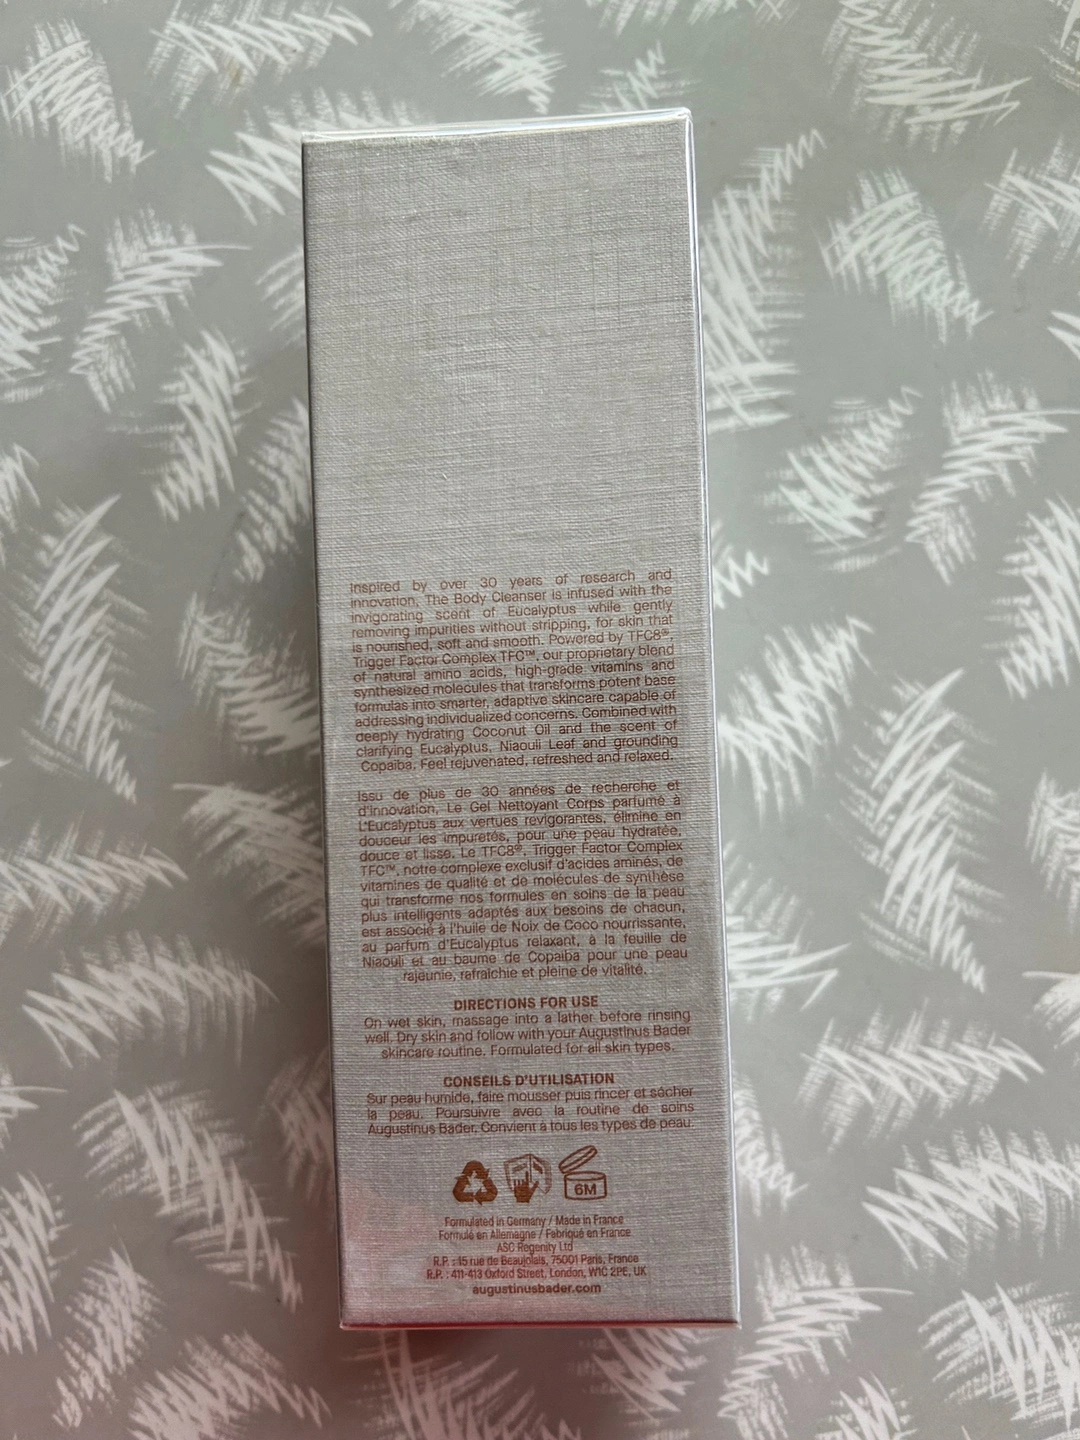 Inspired by over 30 years of research and
innovation, The Body Cleanser is infused with the
invigorating scent of Eucalyptus while gently
removing impurities without stripping, for skin that
is nourished, soft and smooth. Powered by TFC8®,
Trigger Factor Complex TFC™, our proprietary blend
of natural amino acids, high-grade vitamins and
synthesized molecules that transforms potent base
formulas into smarter, adaptive skincare capable of
addressing individualized concerns. Combined with
deeply hydrating Coconut Oil and the scent of
clarifying Eucalyptus, Niaouli Leaf and grounding
Copaiba. Feel rejuvenated, refreshed and relaxed.
Issu de plus de 30 années de recherche et
d'innovation, Le Gel Nettoyant Corps parfumé à
L'Eucalyptus aux vertues revigorantes, élimine en
douceur les impuretés, pour une peau hydratée,
douce et lisse. Le TFC8®, Trigger Factor Complex
TFC™, notre complexe exclusif d'acides aminés, de
vitamines de qualité et de molécules de synthèse
qui transforme nos formules en soins de la peau
plus intelligents adaptés aux besoins de chacun,
est associé à l'huile de Noix de Coco nourrissante,
au parfum d'Eucalyptus relaxant, à la feuille de
Niaouli et au baume de Copaiba pour une peau
rajeunie, rafraîchie et pleine de vitalité.
DIRECTIONS FOR USE
On wet skin, massage into a lather before rinsing
well. Dry skin and follow with your Augustinus Bader
skincare routine. Formulated for all skin types.
CONSEILS D'UTILISATION
Sur peau humide, faire mousser puis rincer et sécher
la peau. Poursuivre avec la routine de soins
Augustinus Bader. Convient à tous les types de peau.
6M
Formulated in Germany / Made in France
Formulé en Allemagne / Fabriqué en France
ASC Regenity Ltd
R.P. : 15 rue de Beaujolais, 75001 Paris, France
R.P. : 411-413 Oxford Street, London, W1C 2PE, UK
augustinusbader.com